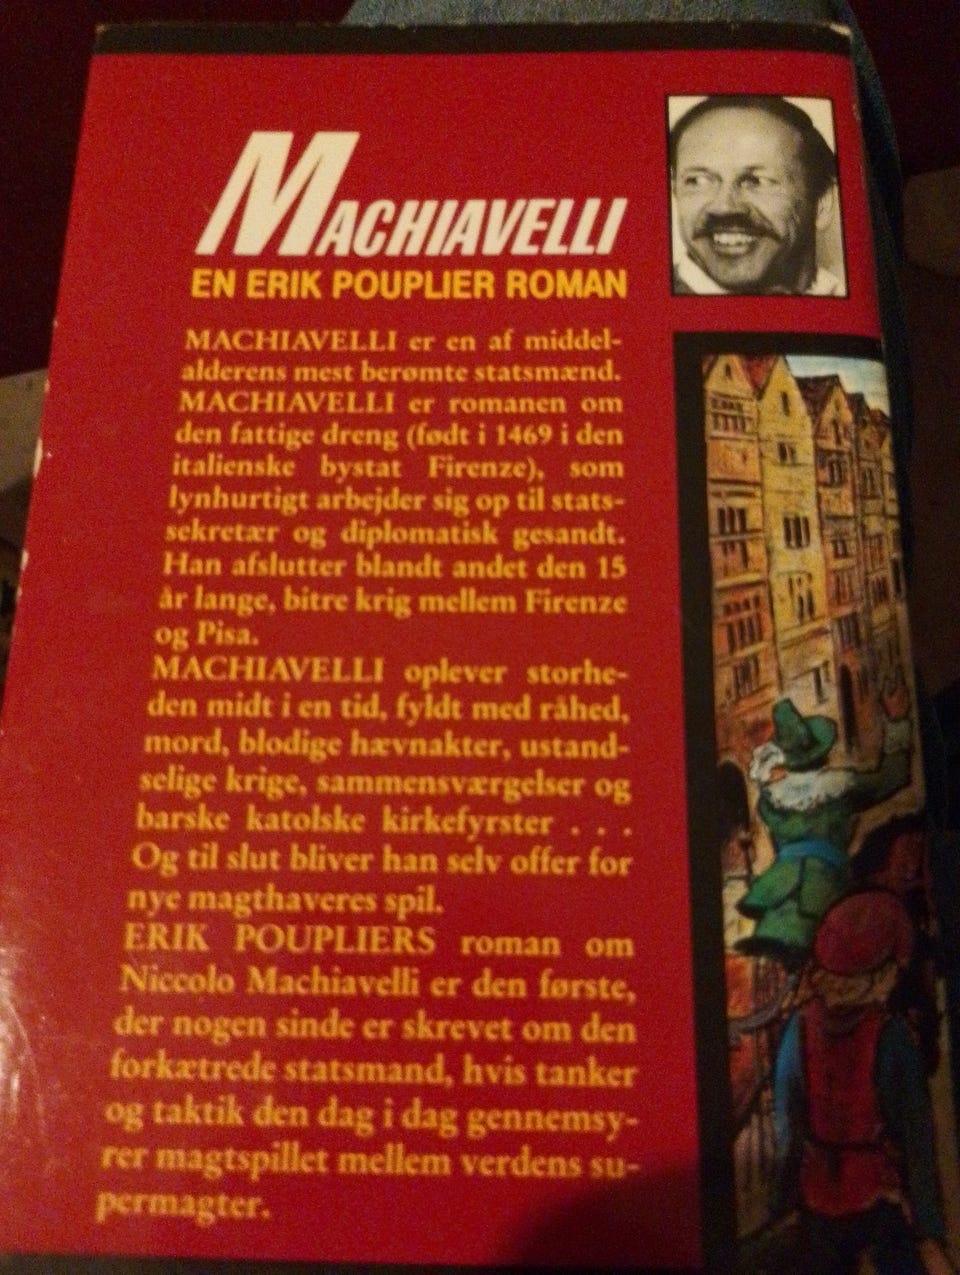 MACHIAVELLI
EN ERIK POUPLIER ROMAN
MACHIAVELLI er en af middel-
alderens mest berømte statsmænd.
MACHIAVELLI er romanen om
den fattige dreng (født i 1469 i den
italienske bystat Firenze), som
lynhurtigt arbejder sig op til stats-
sekretær og diplomatisk gesandt.
Han afslutter blandt andet den 15
år lange, bitre krig mellem Firenze
og Pisa.
MACHIAVELLI oplever storhe-
den midt i en tid, fyldt med råhed,
mord, blodige hævnakter, ustand-
selige krige, sammensværgelser og
barske katolske kirkefyrster . . .
Og til slut bliver han selv offer for
nye magthaveres spil.
ERIK POUPLIERS roman om
Niccolo Machiavelli er den første,
der nogen sinde er skrevet om den
forkætrede statsmand, hvis tanker
og taktik den dag i dag gennemsy-
rer magtspillet mellem verdens su-
permagter.